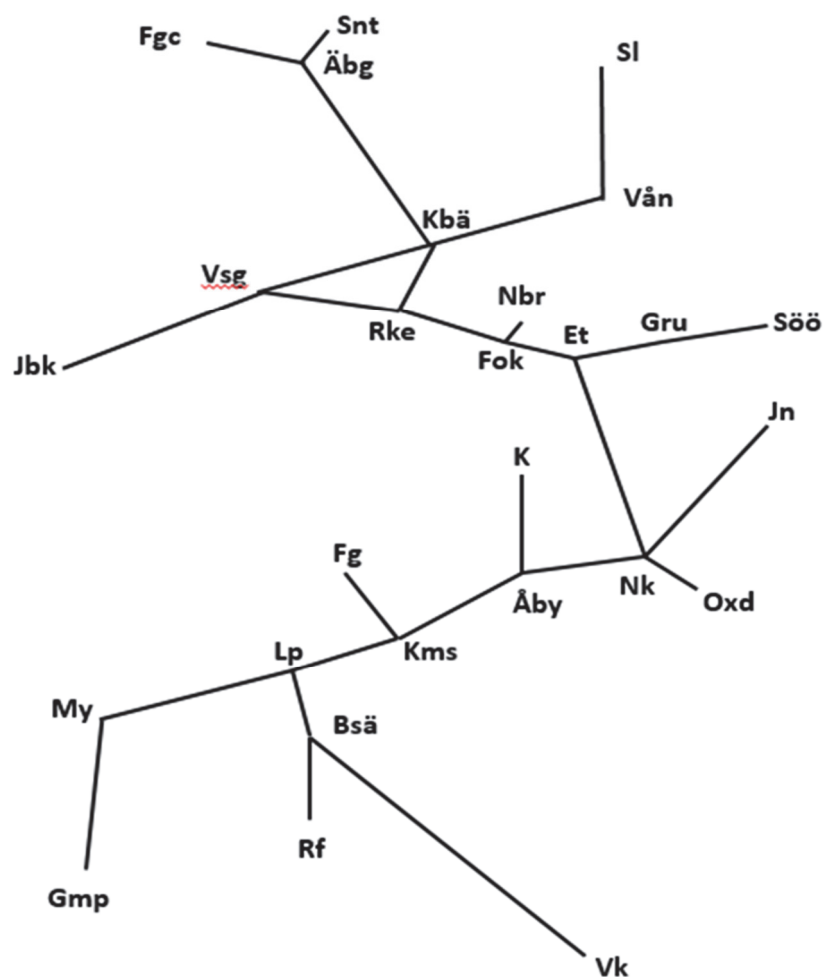 Snt
Fgc
Äbg
Sl
Vån
Kbä
Vsg
Nbr
Rke
Et
Gru
Söö
Fok
Jbk
Jn
K
Fg
Nk
Åby
Oxd
Lp
Kms
My
Bsä
Rf
Gmp
Vk